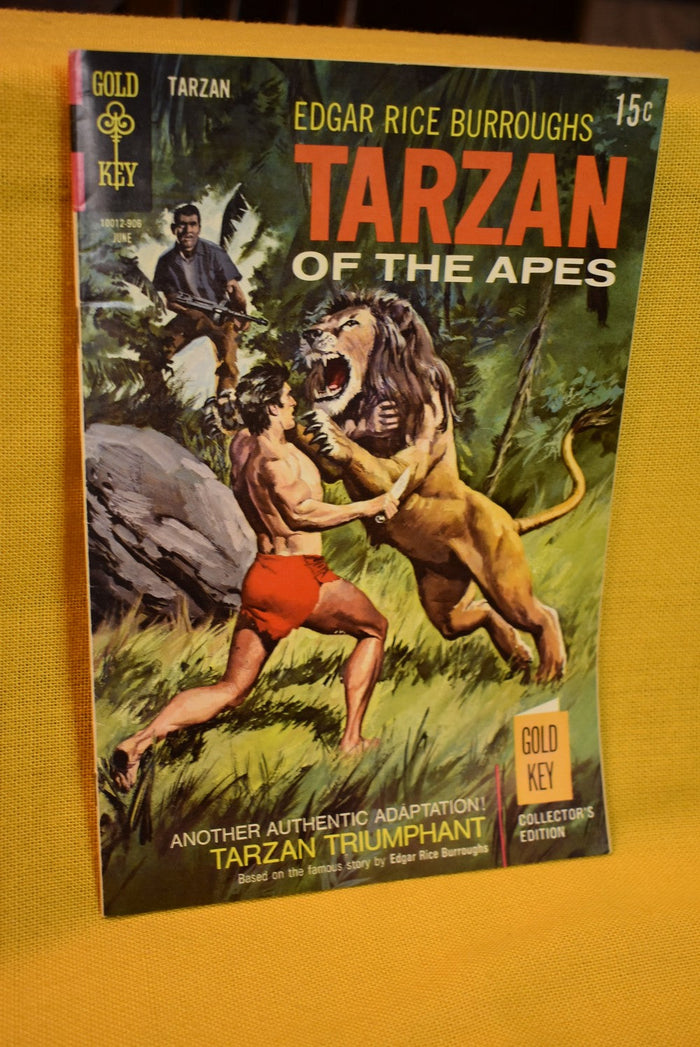 GOLD
KEY
TARZAN
10012-906
JUNE
EDGAR RICE BURROUGHS
15¢
TARZAN
OF THE APES
GOLD
KEY
COLLECTOR'S
EDITION
ANOTHER AUTHENTIC ADAPTATION!
TARZAN TRIUMPHANT
Based on the famous story by Edgar Rice Burroughs